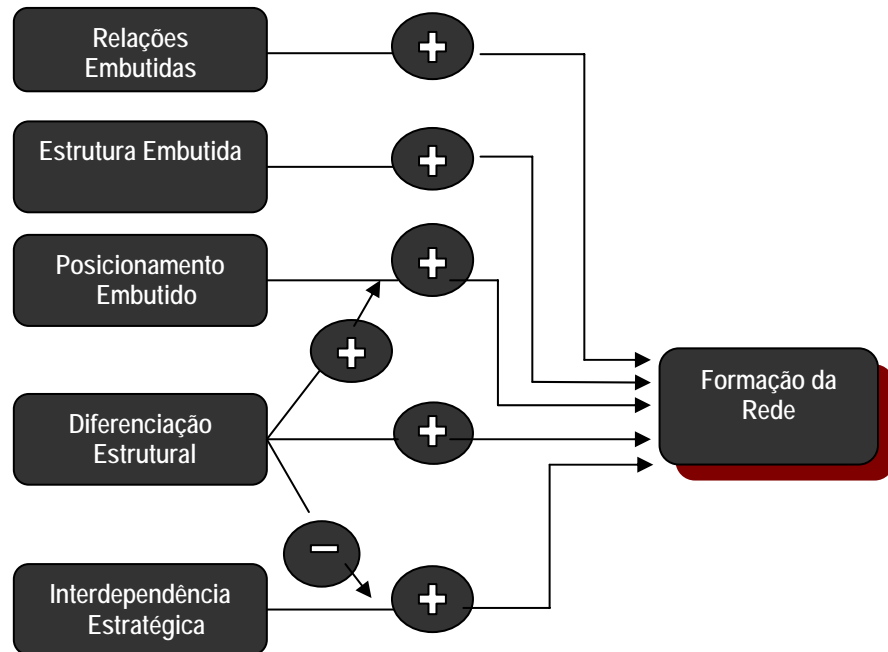 Relações
Embutidas
+
Estrutura Embutida
+
Posicionamento
Embutido
+
+
Formação da
Rede
Diferenciação
Estrutural
+
−
Interdependência
Estratégica
+